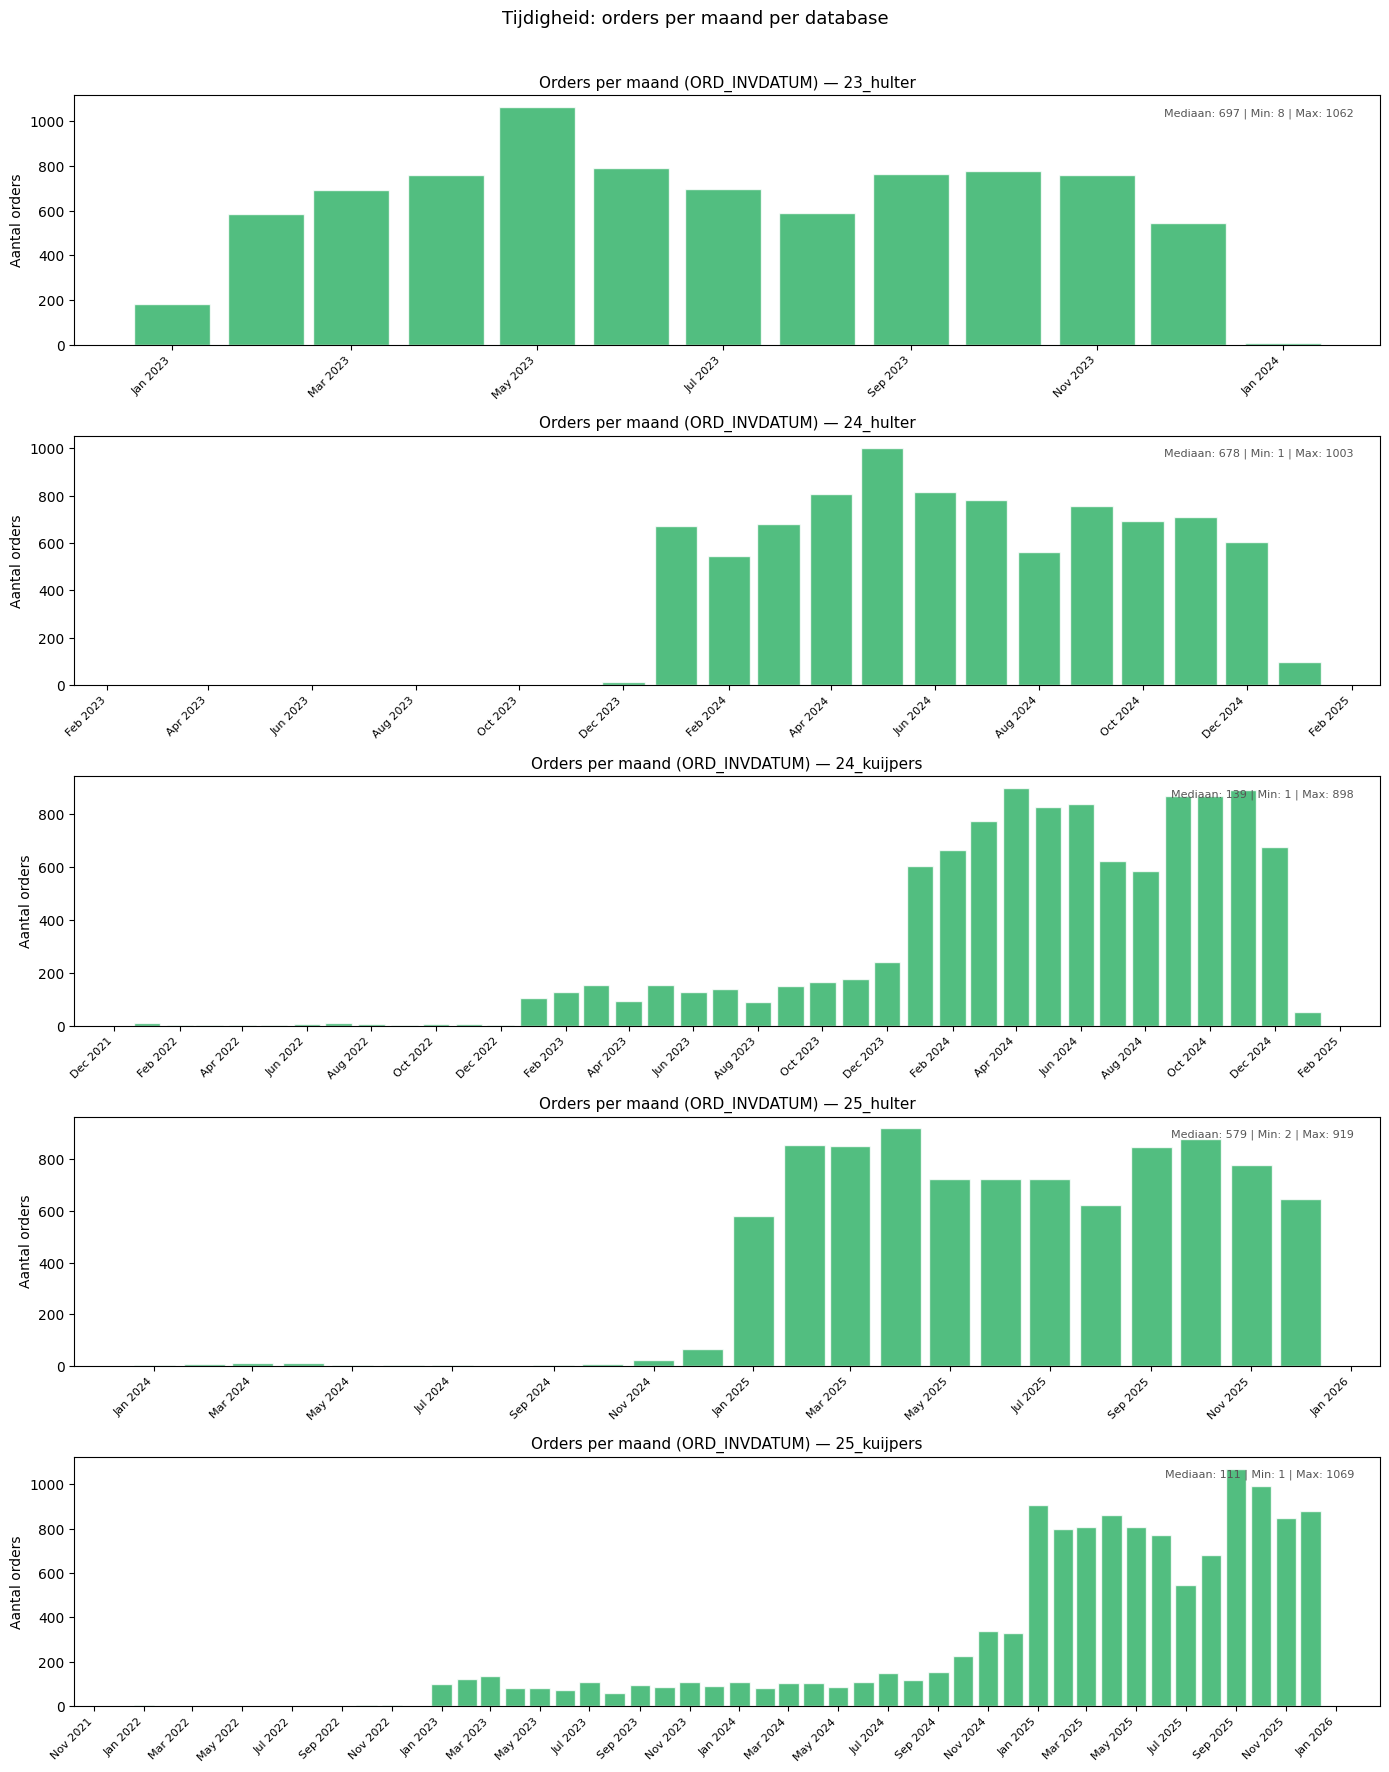 Tijdigheid: orders per maand per database
Orders per maand (ORD_INVDATUM) — 23_hulter
Mediaan: 697 | Min: 8 | Max: 1062
Aantal orders
1000
800
600
400
200
0
Jan 2023 Mar 2023 May 2023 Jul 2023 Sep 2023 Nov 2023 Jan 2024
Orders per maand (ORD_INVDATUM) — 24_hulter
Mediaan: 678 | Min: 1 | Max: 1003
Aantal orders
1000
800
600
400
200
0
Feb 2023 Apr 2023 Jun 2023 Aug 2023 Oct 2023 Dec 2023 Feb 2024 Apr 2024 Jun 2024 Aug 2024 Oct 2024 Dec 2024 Feb 2025
Orders per maand (ORD_INVDATUM) — 24_kuijpers
Mediaan: 139 | Min: 1 | Max: 898
Aantal orders
800
600
400
200
0
Dec 2021 Feb 2022 Apr 2022 Jun 2022 Aug 2022 Oct 2022 Dec 2022 Feb 2023 Apr 2023 Jun 2023 Aug 2023 Oct 2023 Dec 2023 Feb 2024 Apr 2024 Jun 2024 Aug 2024 Oct 2024 Dec 2024 Feb 2025
Orders per maand (ORD_INVDATUM) — 25_hulter
Mediaan: 579 | Min: 2 | Max: 919
Aantal orders
800
600
400
200
0
Jan 2024 Mar 2024 May 2024 Jul 2024 Sep 2024 Nov 2024 Jan 2025 Mar 2025 May 2025 Jul 2025 Sep 2025 Nov 2025 Jan 2026
Orders per maand (ORD_INVDATUM) — 25_kuijpers
Mediaan: 111 | Min: 1 | Max: 1069
Aantal orders
1000
800
600
400
200
0
Nov 2021 Jan 2022 Mar 2022 May 2022 Jul 2022 Sep 2022 Nov 2022 Jan 2023 Mar 2023 May 2023 Jul 2023 Sep 2023 Nov 2023 Jan 2024 Mar 2024 May 2024 Jul 2024 Sep 2024 Nov 2024 Jan 2025 Mar 2025 May 2025 Jul 2025 Sep 2025 Nov 2025 Jan 2026